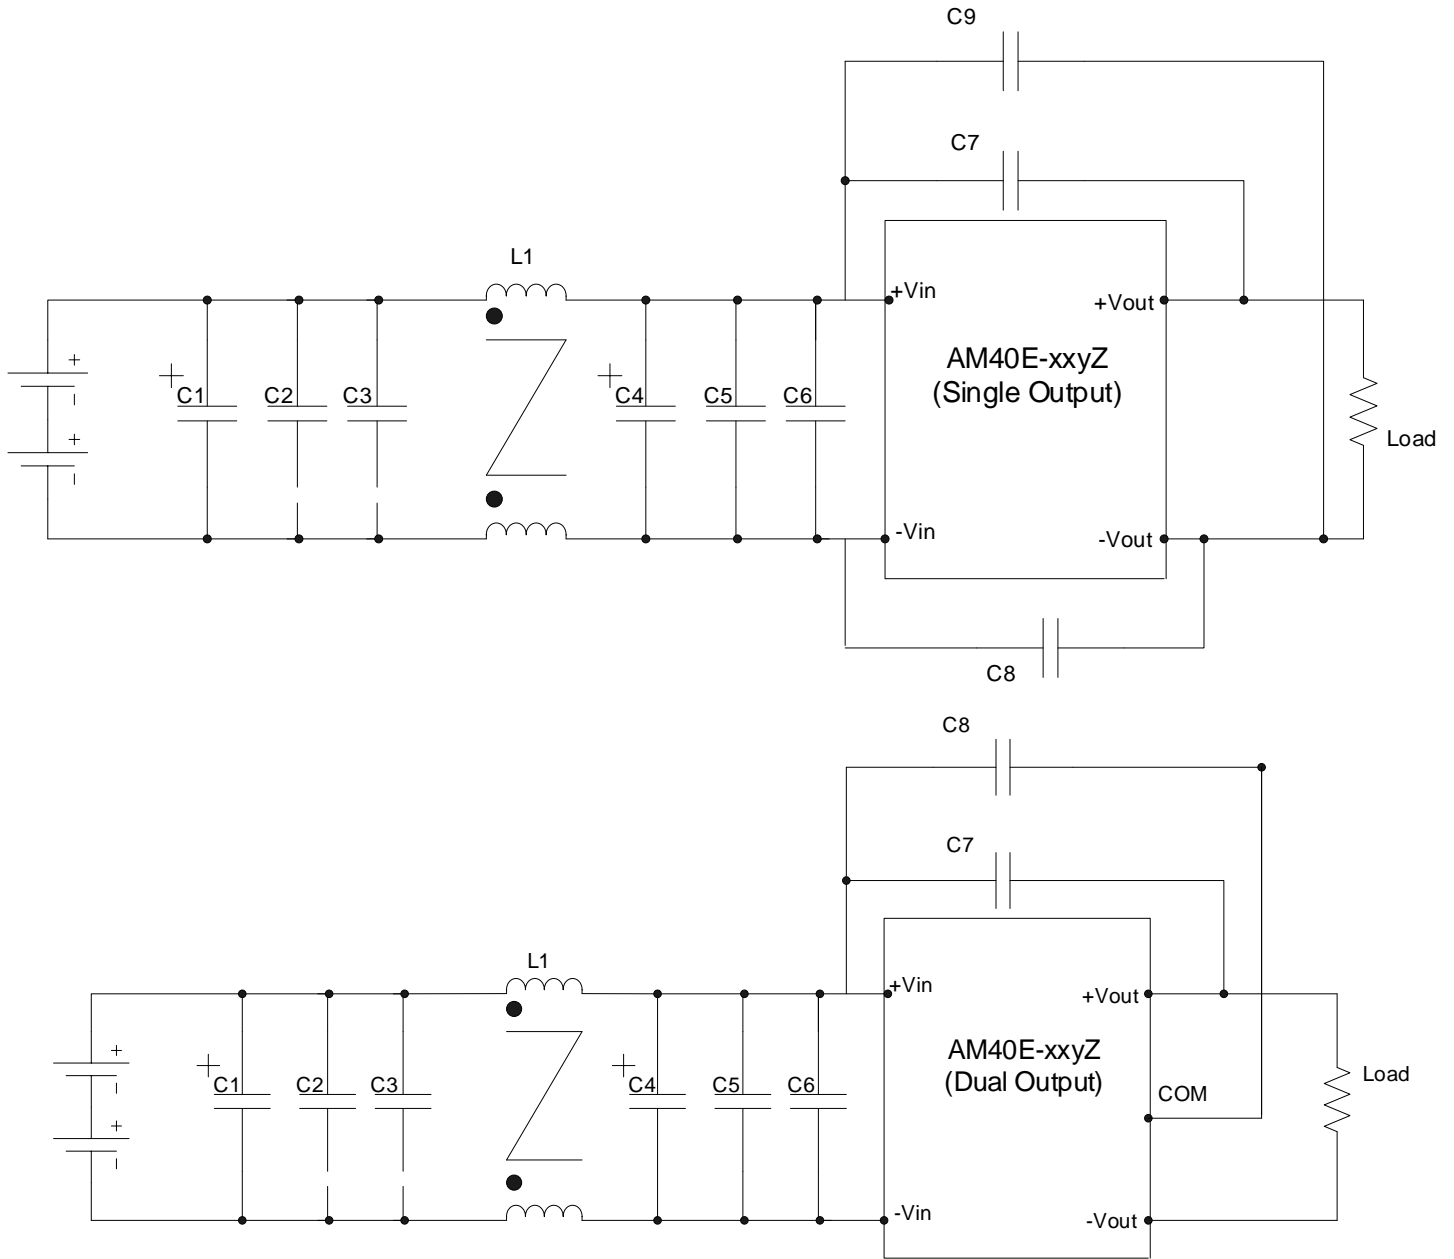 C9
C7
L1
+Vin
+Vout
AM40E-xxyZ
(Single Output)
+
-
+
-
+
C1
C2
C3
+
C4
C5
C6
Load
-Vin
-Vout
C8
C8
C7
L1
+Vin
+Vout
AM40E-xxyZ
(Dual Output)
COM
+
-
+
-
+
C1
C2
C3
+
C4
C5
C6
Load
-Vin
-Vout